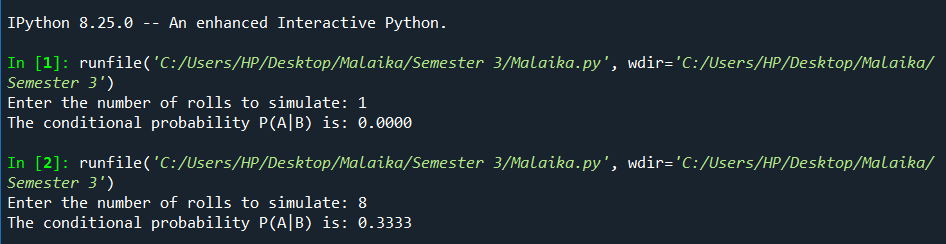 IPython 8.25.0 -- An enhanced Interactive Python.
In [1]: runfile('C:/Users/HP/Desktop/Malaika/Semester 3/Malaika.py', wdir='C:/Users/HP/Desktop/Malaika/
Semester 3')
Enter the number of rolls to simulate: 1
The conditional probability P(A|B) is: 0.0000
In [2]: runfile('C:/Users/HP/Desktop/Malaika/Semester 3/Malaika.py', wdir='C:/Users/HP/Desktop/Malaika/
Semester 3')
Enter the number of rolls to simulate: 8
The conditional probability P(A|B) is: 0.3333